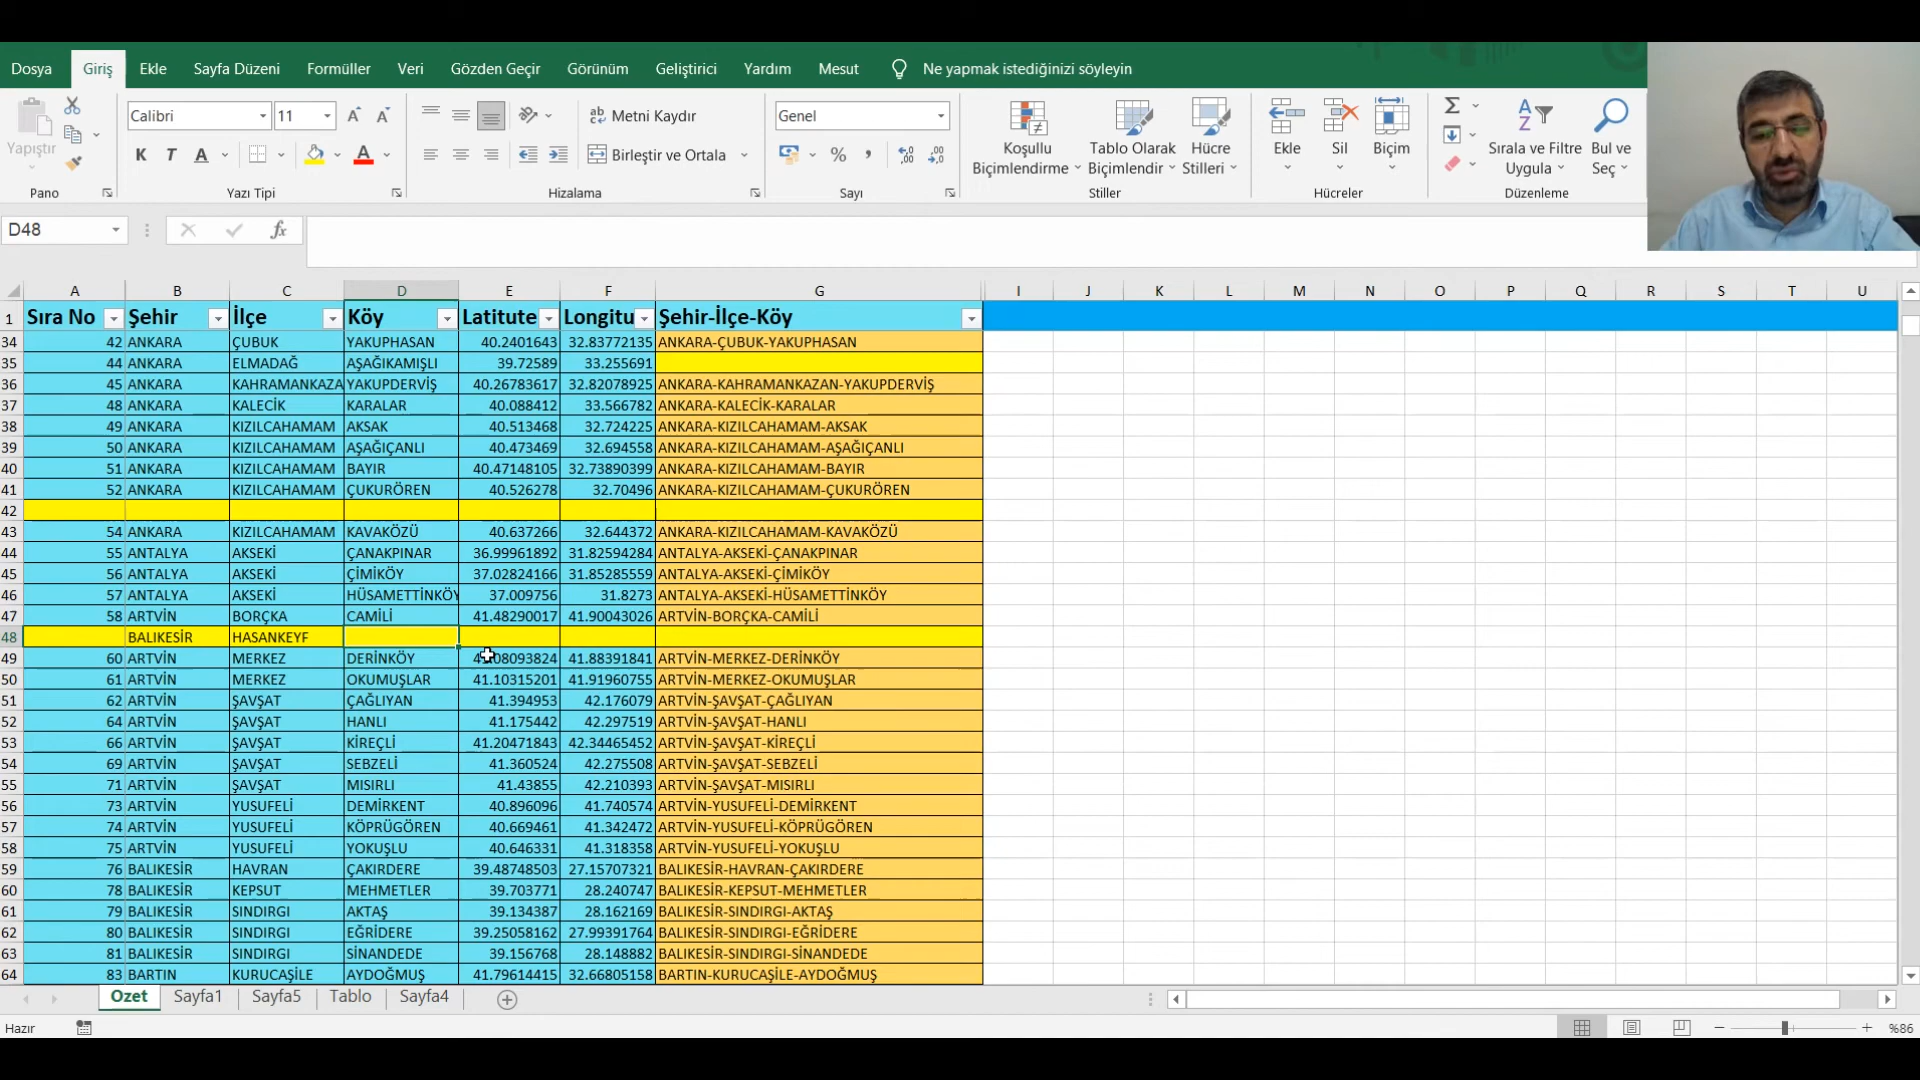 Dosya Giriş Ekle Sayfa Düzeni Formüller Veri Gözden Geçir Görünüm Geliştirici Yardım Mesut Ne yapmak istediğinizi söyleyin
Yapıştır Calibri 11 Metni Kaydır Genel Koşullu Biçimlendirme Tablo Olarak Biçimlendir Hücre Stilleri Ekle Sil Biçim Sırala ve Filtre Uygula Bul ve Seç
K T A A Birleştir ve Ortala %
Pano Yazı Tipi Hizalama Sayı Stiller Hücreler Düzenleme
D48 fx
A B C D E F G I J K L M N O P Q R S T U
1 Sıra No Şehir İlçe Köy Latitute Longitu Şehir-İlçe-Köy
34 42 ANKARA ÇUBUK YAKUPHASAN 40.2401643 32.83772135 ANKARA-ÇUBUK-YAKUPHASAN
35 44 ANKARA ELMADAĞ AŞAĞIKAMIŞLI 39.72589 33.255691
36 45 ANKARA KAHRAMANKAZA YAKUPDERVİŞ 40.26783617 32.82078925 ANKARA-KAHRAMANKAZAN-YAKUPDERVİŞ
37 48 ANKARA KALECİK KARALAR 40.088412 33.566782 ANKARA-KALECİK-KARALAR
38 49 ANKARA KIZILCAHAMAM AKSAK 40.513468 32.724225 ANKARA-KIZILCAHAMAM-AKSAK
39 50 ANKARA KIZILCAHAMAM AŞAĞIÇANLI 40.473469 32.694558 ANKARA-KIZILCAHAMAM-AŞAĞIÇANLI
40 51 ANKARA KIZILCAHAMAM BAYIR 40.47148105 32.73890399 ANKARA-KIZILCAHAMAM-BAYIR
41 52 ANKARA KIZILCAHAMAM ÇUKURÖREN 40.526278 32.70496 ANKARA-KIZILCAHAMAM-ÇUKURÖREN
42
43 54 ANKARA KIZILCAHAMAM KAVAKÖZÜ 40.637266 32.644372 ANKARA-KIZILCAHAMAM-KAVAKÖZÜ
44 55 ANTALYA AKSEKİ ÇANAKPINAR 36.99961892 31.82594284 ANTALYA-AKSEKİ-ÇANAKPINAR
45 56 ANTALYA AKSEKİ ÇİMİKÖY 37.02824166 31.85285559 ANTALYA-AKSEKİ-ÇİMİKÖY
46 57 ANTALYA AKSEKİ HÜSAMETTİNKÖY 37.009756 31.8273 ANTALYA-AKSEKİ-HÜSAMETTİNKÖY
47 58 ARTVİN BORÇKA CAMİLİ 41.48290017 41.90043026 ARTVİN-BORÇKA-CAMİLİ
48 BALIKESİR HASANKEYF
49 60 ARTVİN MERKEZ DERİNKÖY 41.88391841 ARTVİN-MERKEZ-DERİNKÖY
50 61 ARTVİN MERKEZ OKUMUŞLAR 41.10315201 41.91960755 ARTVİN-MERKEZ-OKUMUŞLAR
51 62 ARTVİN ŞAVŞAT ÇAĞLIYAN 41.394953 42.176079 ARTVİN-ŞAVŞAT-ÇAĞLIYAN
52 64 ARTVİN ŞAVŞAT HANLI 41.175442 42.297519 ARTVİN-ŞAVŞAT-HANLI
53 66 ARTVİN ŞAVŞAT KİREÇLİ 41.20471843 42.34465452 ARTVİN-ŞAVŞAT-KİREÇLİ
54 69 ARTVİN ŞAVŞAT SEBZELİ 41.360524 42.275508 ARTVİN-ŞAVŞAT-SEBZELİ
55 71 ARTVİN ŞAVŞAT MISIRLI 41.43855 42.210393 ARTVİN-ŞAVŞAT-MISIRLI
56 73 ARTVİN YUSUFELİ DEMİRKENT 40.896096 41.740574 ARTVİN-YUSUFELİ-DEMİRKENT
57 74 ARTVİN YUSUFELİ KÖPRÜGÖREN 40.669461 41.342472 ARTVİN-YUSUFELİ-KÖPRÜGÖREN
58 75 ARTVİN YUSUFELİ YOKUŞLU 40.646331 41.318358 ARTVİN-YUSUFELİ-YOKUŞLU
59 76 BALIKESİR HAVRAN ÇAKIRDERE 39.48748503 27.15707321 BALIKESİR-HAVRAN-ÇAKIRDERE
60 78 BALIKESİR KEPSUT MEHMETLER 39.703771 28.240747 BALIKESİR-KEPSUT-MEHMETLER
61 79 BALIKESİR SINDIRGI AKTAŞ 39.134387 28.162169 BALIKESİR-SINDIRGI-AKTAŞ
62 80 BALIKESİR SINDIRGI EĞRİDERE 39.25058162 27.99391764 BALIKESİR-SINDIRGI-EĞRİDERE
63 81 BALIKESİR SINDIRGI SİNANDEDE 39.156768 28.148882 BALIKESİR-SINDIRGI-SİNANDEDE
64 83 BARTIN KURUCAŞİLE AYDOĞMUŞ 41.79614415 32.66805158 BARTIN-KURUCAŞİLE-AYDOĞMUŞ
Ozet Sayfa1 Sayfa5 Tablo Sayfa4
Hazır %86